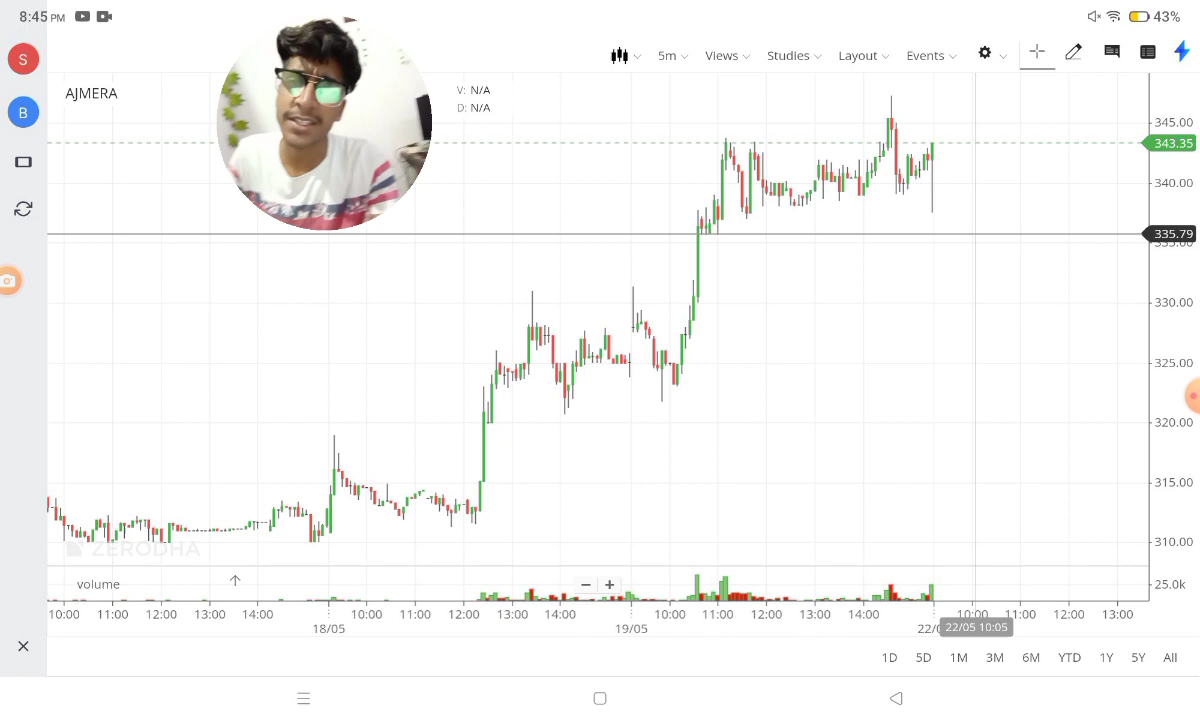 8:45 PM
43%
S
5m
Views
Studies
Layout
Events
AJMERA
V: N/A
D: N/A
B
345.00
343.35
340.00
335.79
335.00
330.00
325.00
320.00
315.00
310.00
ZERODHA
volume
25.0k
10:00 11:00 12:00 13:00 14:00 10:00 11:00 12:00 13:00 14:00 10:00 11:00 12:00 13:00 14:00 10:00 11:00 12:00 13:00
18/05 19/05
22/05 10:05
1D 5D 1M 3M 6M YTD 1Y 5Y All